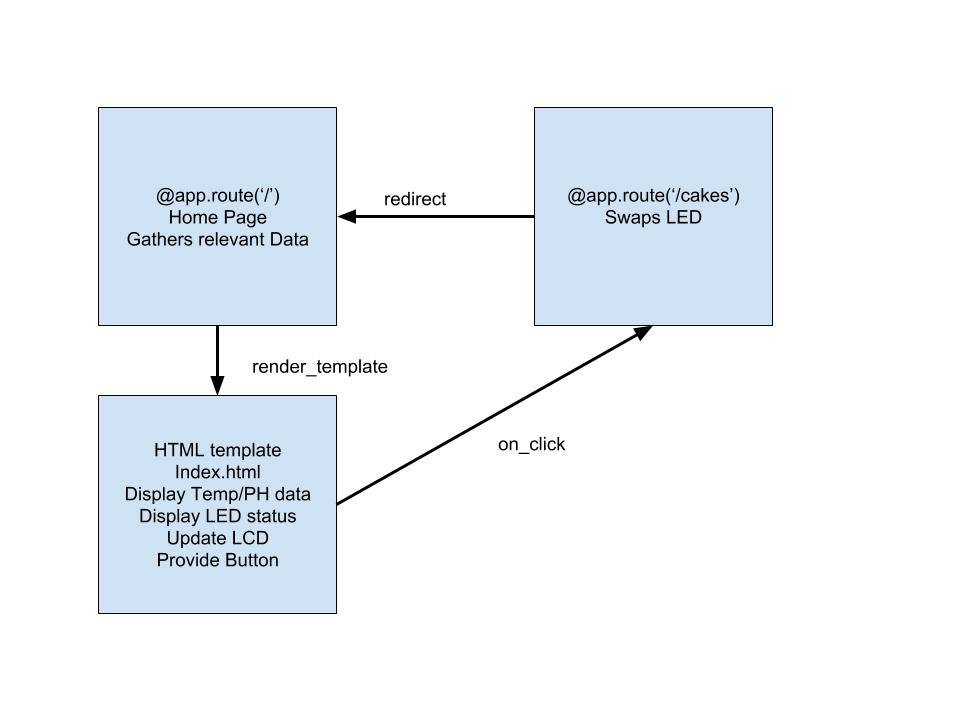 @app.route(‘/’)
Home Page
Gathers relevant Data
redirect
@app.route(‘/cakes’)
Swaps LED
render_template
HTML template
Index.html
Display Temp/PH data
Display LED status
Update LCD
Provide Button
on_click